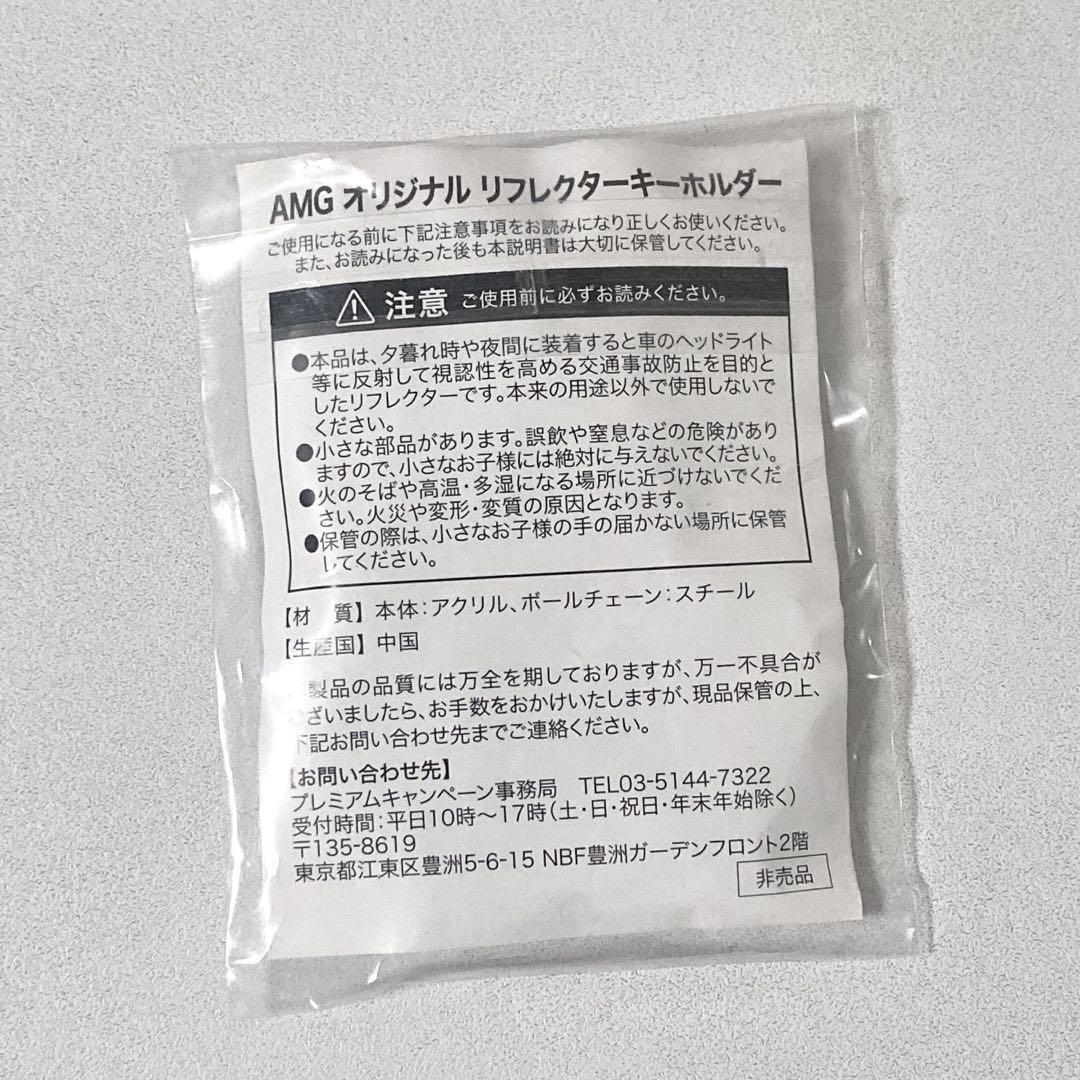 AMG オリジナル リフレクターキーホルダー
ご使用になる前に下記注意事項をお読みになり正しくお使いください。
また、お読みになった後も本説明書は大切に保管してください。
注意 ご使用前に必ずお読みください。
●本品は、夕暮れ時や夜間に装着すると車のヘッドライト
等に反射して視認性を高める交通事故防止を目的と
したリフレクターです。本来の用途以外で使用しないで
ください。
●小さな部品があります。誤飲や窒息などの危険があり
ますので、小さなお子様には絶対に与えないでください。
●火のそばや高温・多湿になる場所に近づけないでくだ
さい。火災や変形・変質の原因となります。
●保管の際は、小さなお子様の手の届かない場所に保管
してください。
【材 質】本体:アクリル、ボールチェーン:スチール
【生産国】中国
製品の品質には万全を期しておりますが、万一不具合が
ございましたら、お手数をおかけいたしますが、現品保管の上、
下記お問い合わせ先までご連絡ください。
【お問い合わせ先】
プレミアムキャンペーン事務局 TEL03-5144-7322
受付時間:平日10時～17時(土・日・祝日・年末年始除く)
〒135-8619
東京都江東区豊洲5-6-15 NBF豊洲ガーデンフロント2階
非売品